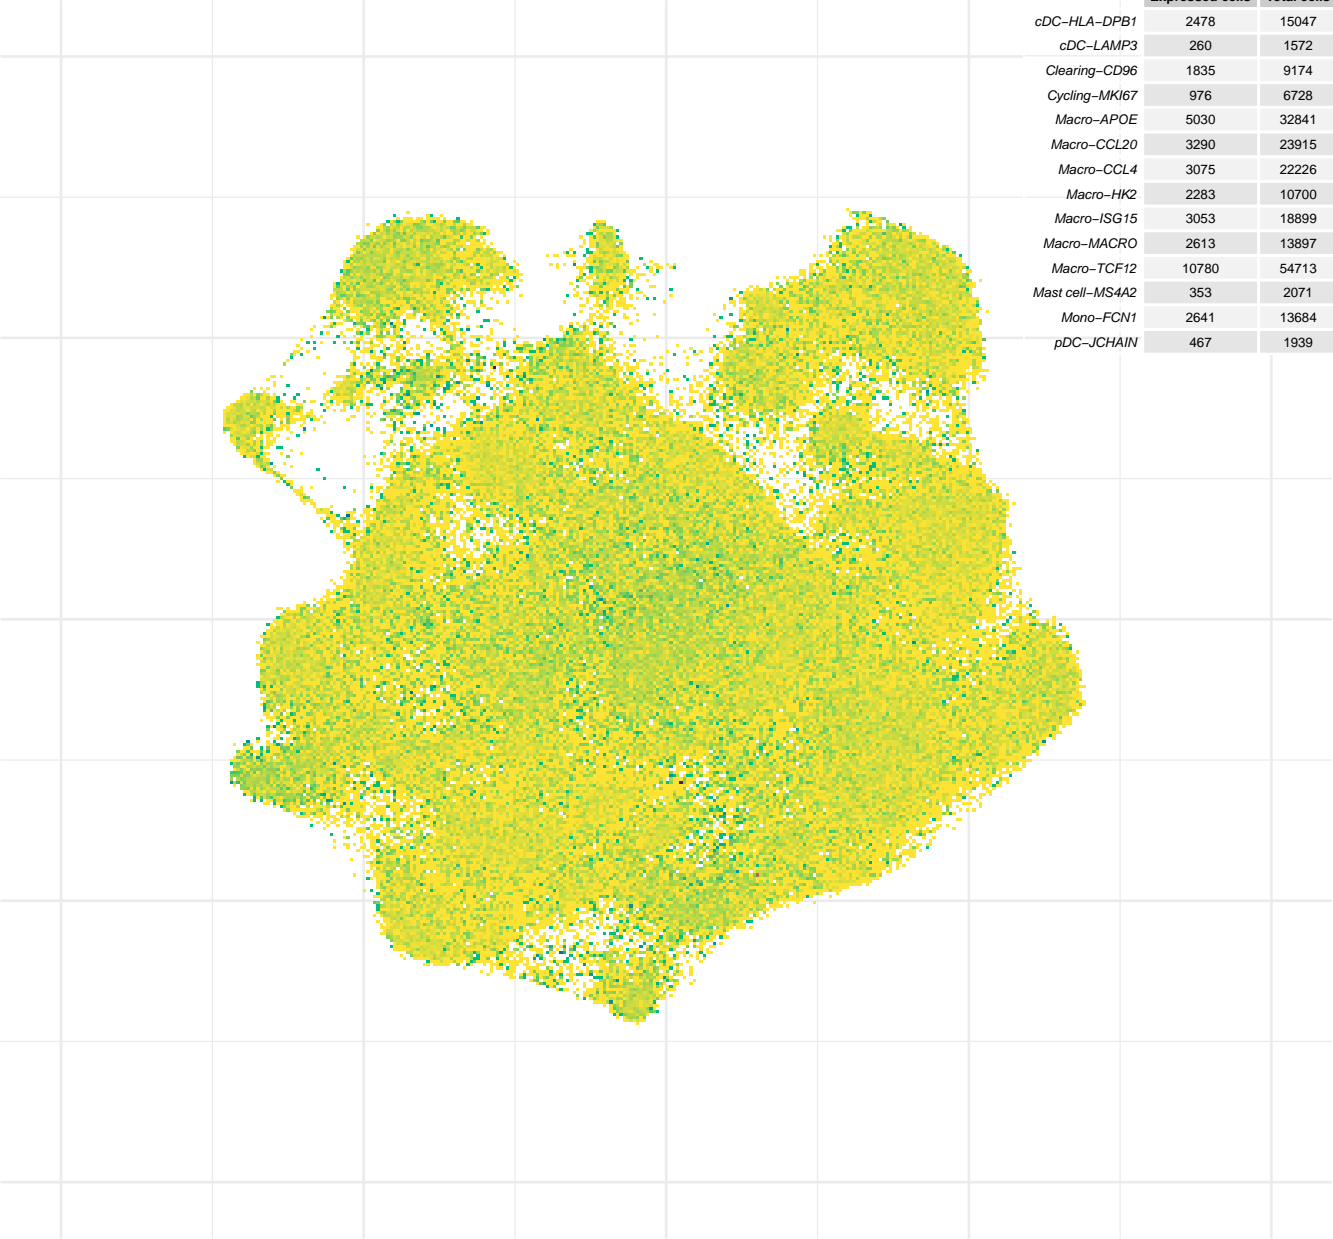 cDC−HLA−DPB1 2478 15047
cDC−LAMP3 260 1572
Clearing−CD96 1835 9174
Cycling−MKI67 976 6728
Macro−APOE 5030 32841
Macro−CCL20 3290 23915
Macro−CCL4 3075 22226
Macro−HK2 2283 10700
Macro−ISG15 3053 18899
Macro−MACRO 2613 13897
Macro−TCF12 10780 54713
Mast cell−MS4A2 353 2071
Mono−FCN1 2641 13684
pDC−JCHAIN 467 1939